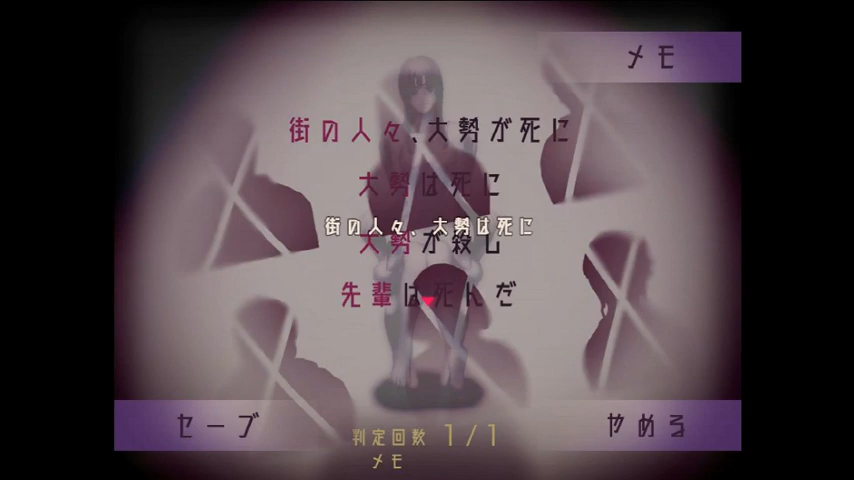 メモ
街の人々、大勢が死に
大勢は死に
街の人々、大勢は死に
大勢が殺し
先輩は死んだ
セーブ
やめる
判定回数 1/1
メモ